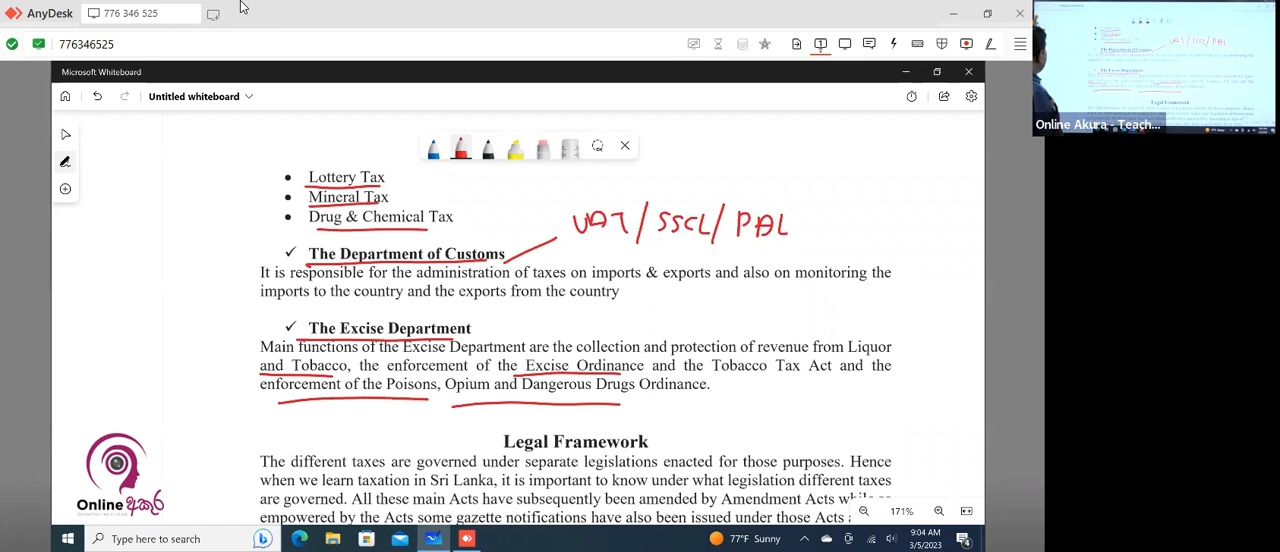 AnyDesk
776 346 525
776346525
Microsoft Whiteboard
Untitled whiteboard
Online Akura - Teach...
• Lottery Tax
• Mineral Tax
• Drug & Chemical Tax
VAT/SSCL/PAL
✓ The Department of Customs
It is responsible for the administration of taxes on imports & exports and also on monitoring the
imports to the country and the exports from the country
✓ The Excise Department
Main functions of the Excise Department are the collection and protection of revenue from Liquor
and Tobacco, the enforcement of the Excise Ordinance and the Tobacco Tax Act and the
enforcement of the Poisons, Opium and Dangerous Drugs Ordinance.
Legal Framework
The different taxes are governed under separate legislations enacted for those purposes. Hence
when we learn taxation in Sri Lanka, it is important to know under what legislation different taxes
are governed. All these main Acts have subsequently been amended by Amendment Acts while
empowered by the Acts some gazette notifications have also been issued under those Acts
Online අකුර
171%
Type here to search
77°F Sunny
9:04 AM
3/5/2023
4